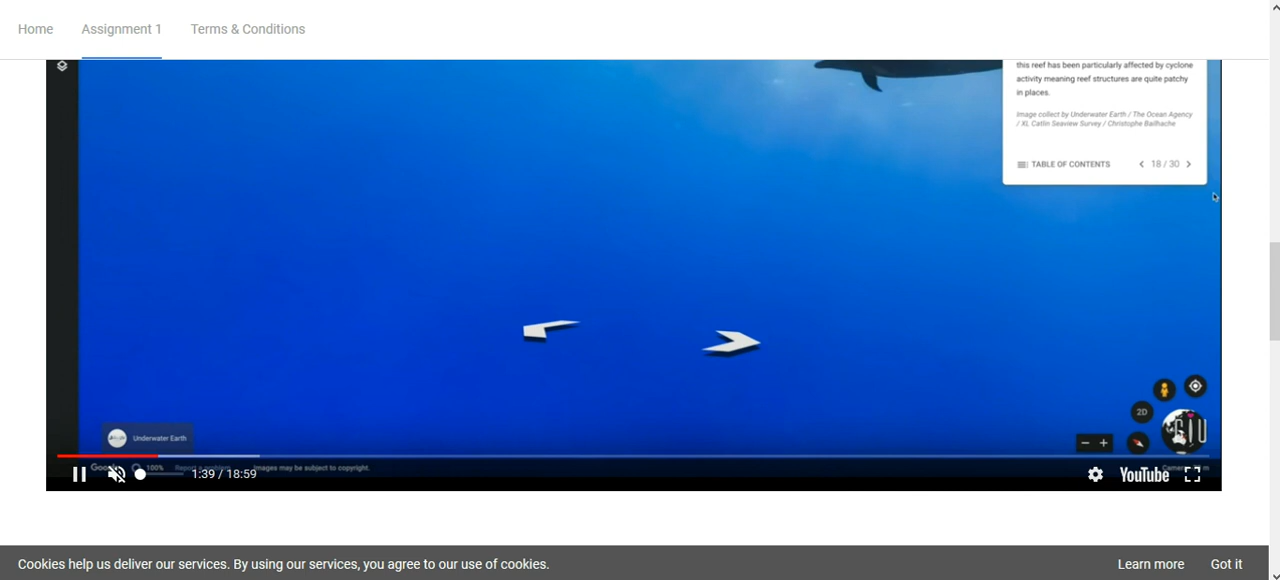 Home Assignment 1 Terms & Conditions
this reef has been particularly affected by cyclone
activity meaning reef structures are quite patchy
in places.
Image collect by Underwater Earth / The Ocean Agency
/ XL Catlin Seaview Survey / Christophe Bailhache
TABLE OF CONTENTS 18 / 30
2D
Underwater Earth
Google 100% Report a problem Images may be subject to copyright.
1:39 / 18:59 YouTube
Cookies help us deliver our services. By using our services, you agree to our use of cookies. Learn more Got it